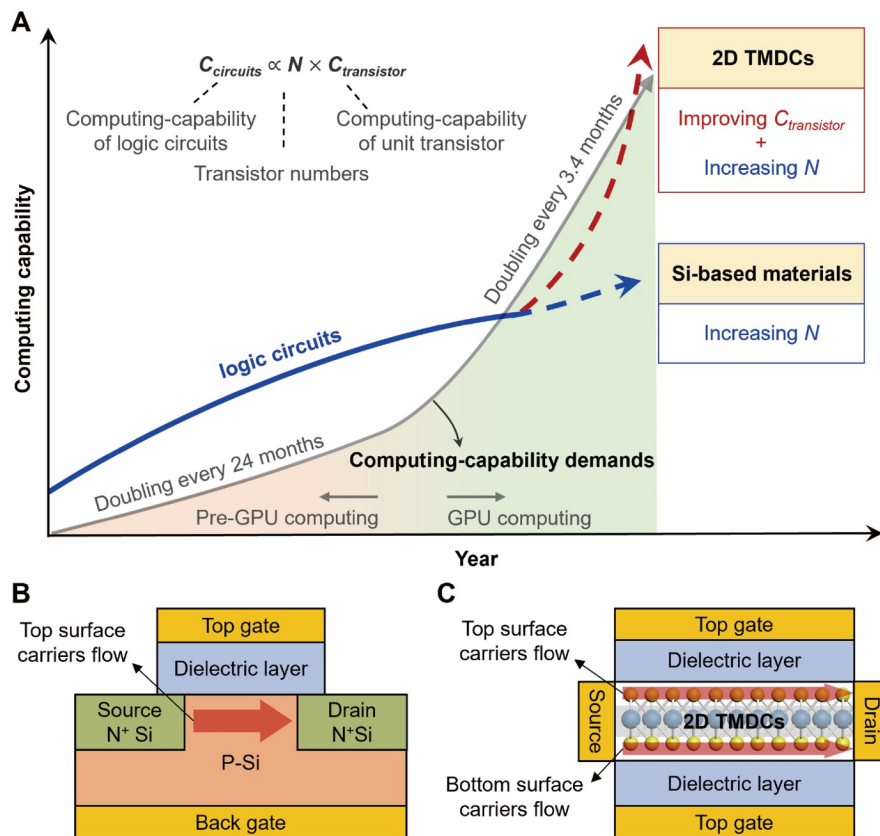 A
C_circuits ∝ N × C_transistor
Computing-capability
of logic circuits
Transistor numbers
Computing-capability
of unit transistor
2D TMDCs
Improving C_transistor
+
Increasing N
Si-based materials
Increasing N
Computing capability
logic circuits
Doubling every 24 months
Doubling every 3.4 months
Computing-capability demands
Pre-GPU computing
GPU computing
Year
B
Top surface
carriers flow
Top gate
Dielectric layer
Source
N⁺ Si
Drain
N⁺Si
P-Si
Back gate
C
Top surface
carriers flow
Top gate
Dielectric layer
Source
2D TMDCs
Drain
Bottom surface
carriers flow
Dielectric layer
Top gate